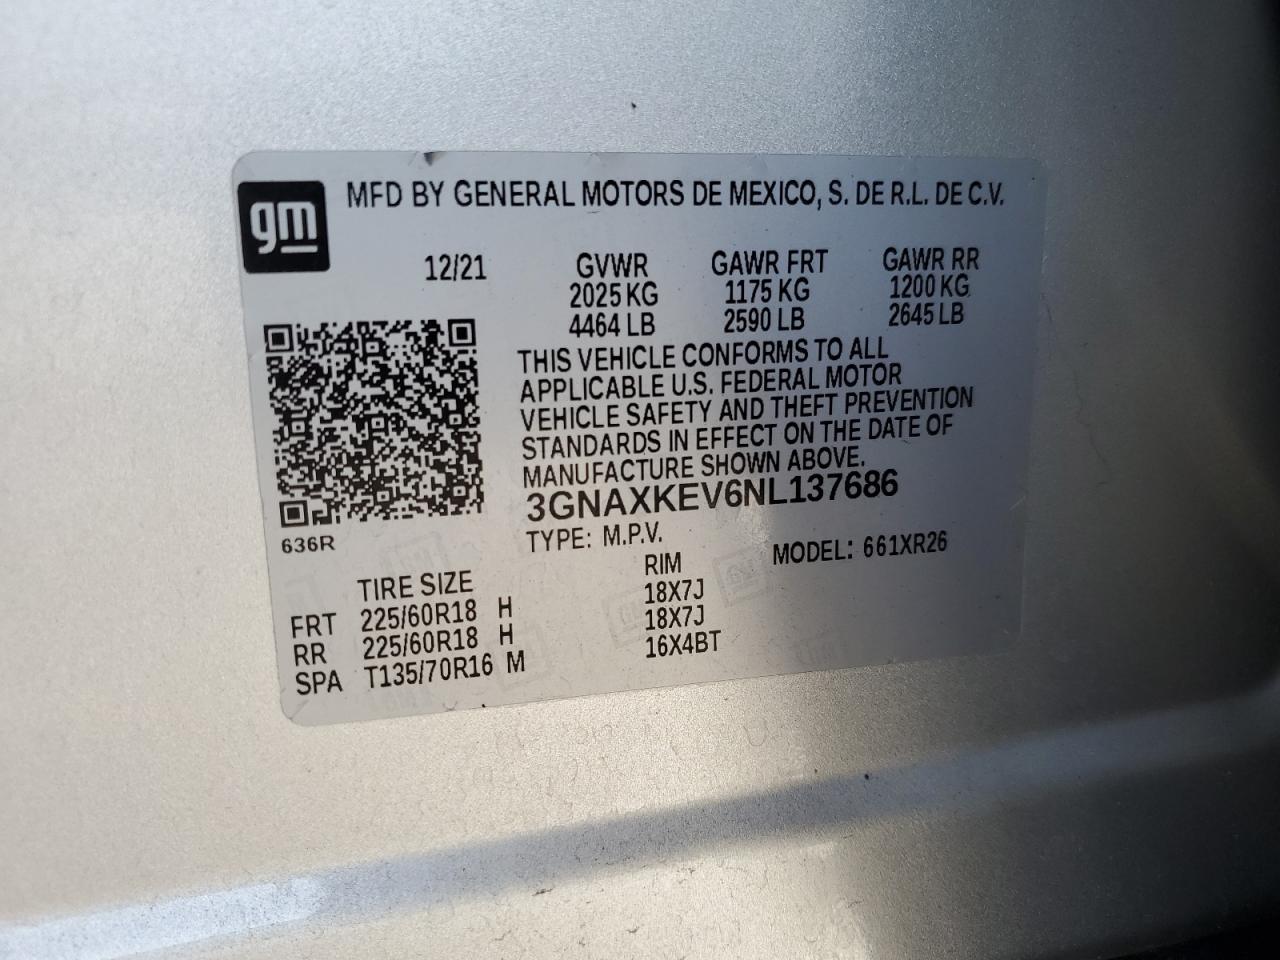 gm
MFD BY GENERAL MOTORS DE MEXICO, S. DE R.L. DE C.V.
12/21 GVWR GAWR FRT GAWR RR
2025 KG 1175 KG 1200 KG
4464 LB 2590 LB 2645 LB
THIS VEHICLE CONFORMS TO ALL
APPLICABLE U.S. FEDERAL MOTOR
VEHICLE SAFETY AND THEFT PREVENTION
STANDARDS IN EFFECT ON THE DATE OF
MANUFACTURE SHOWN ABOVE.
3GNAXKEV6NL137686
636R
TYPE: M.P.V. MODEL: 661XR26
TIRE SIZE RIM
FRT 225/60R18 H 18X7J
RR 225/60R18 H 18X7J
SPA T135/70R16 M 16X4BT